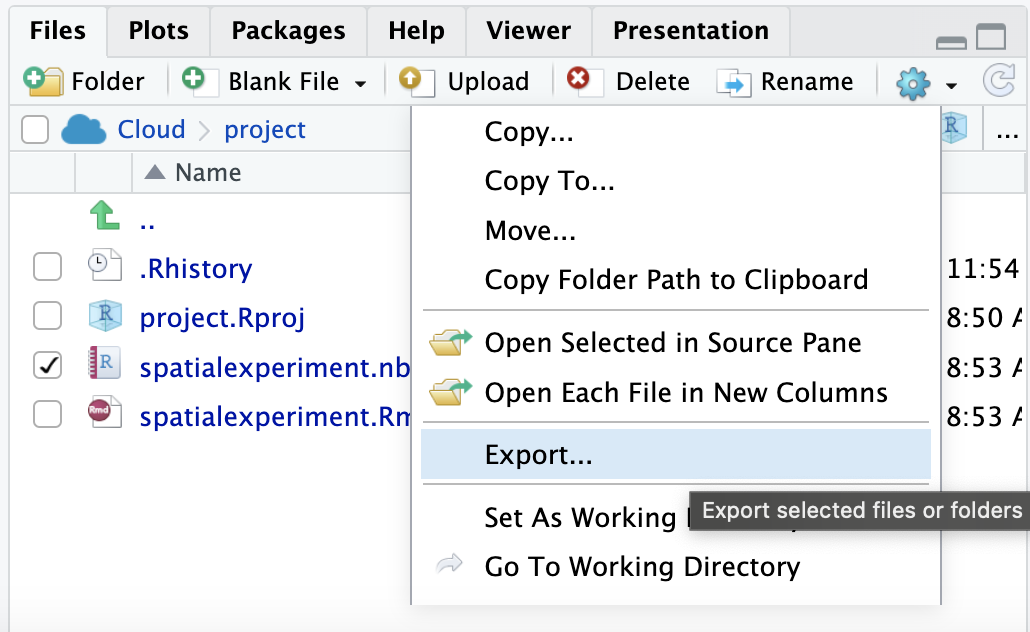 Files Plots Packages Help Viewer Presentation
Folder Blank File Upload Delete Rename
Cloud project R ...
Name
..
.Rhistory 11:54
R project.Rproj 8:50
R spatialexperiment.nb 8:53
Rmd spatialexperiment.Rm 8:53
Copy...
Copy To...
Move...
Copy Folder Path to Clipboard
Open Selected in Source Pane
Open Each File in New Columns
Export...
Set As Working
Export selected files or folders
Go To Working Directory